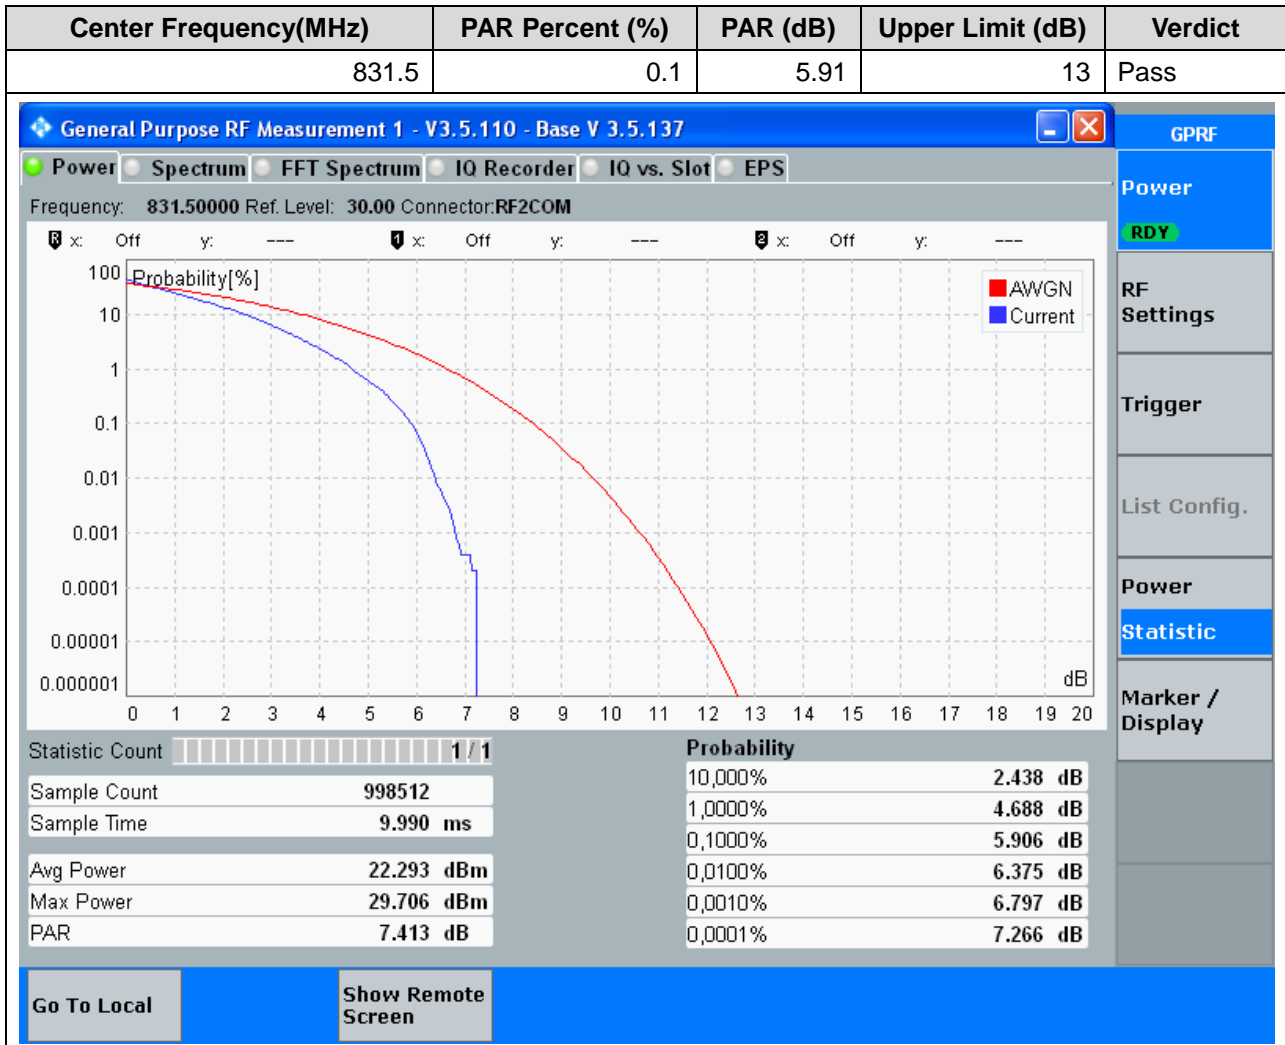 Center Frequency(MHz) PAR Percent (%) PAR (dB) Upper Limit (dB) Verdict
831.5 0.1 5.91 13 Pass
General Purpose RF Measurement 1 - V3.5.110 - Base V 3.5.137
GPRF
Power Spectrum FFT Spectrum IQ Recorder IQ vs. Slot EPS
Power
RDY
Frequency: 831.50000 Ref. Level: 30.00 Connector:RF2COM
R x: Off y: --- 1 x: Off y: --- 2 x: Off y: ---
Probability[%]
AWGN
Current
100
10
1
0.1
0.01
0.001
0.0001
0.00001
0.000001
dB
0 1 2 3 4 5 6 7 8 9 10 11 12 13 14 15 16 17 18 19 20
RF
Settings
Trigger
List Config.
Power
Statistic
Marker /
Display
Statistic Count 1 / 1
Sample Count 998512
Sample Time 9.990 ms
Avg Power 22.293 dBm
Max Power 29.706 dBm
PAR 7.413 dB
Probability
10,000% 2.438 dB
1,0000% 4.688 dB
0,1000% 5.906 dB
0,0100% 6.375 dB
0,0010% 6.797 dB
0,0001% 7.266 dB
Go To Local
Show Remote
Screen